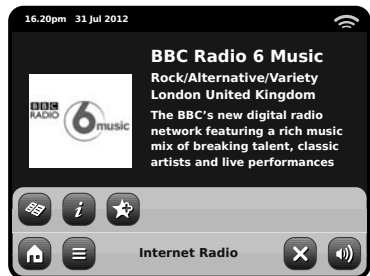 16.20pm 31 Jul 2012
BBC Radio 6 Music
Rock/Alternative/Variety
London United Kingdom
The BBC's new digital radio
network featuring a rich music
mix of breaking talent, classic
artists and live performances
BBC
RADIO
6
music
i
Internet Radio